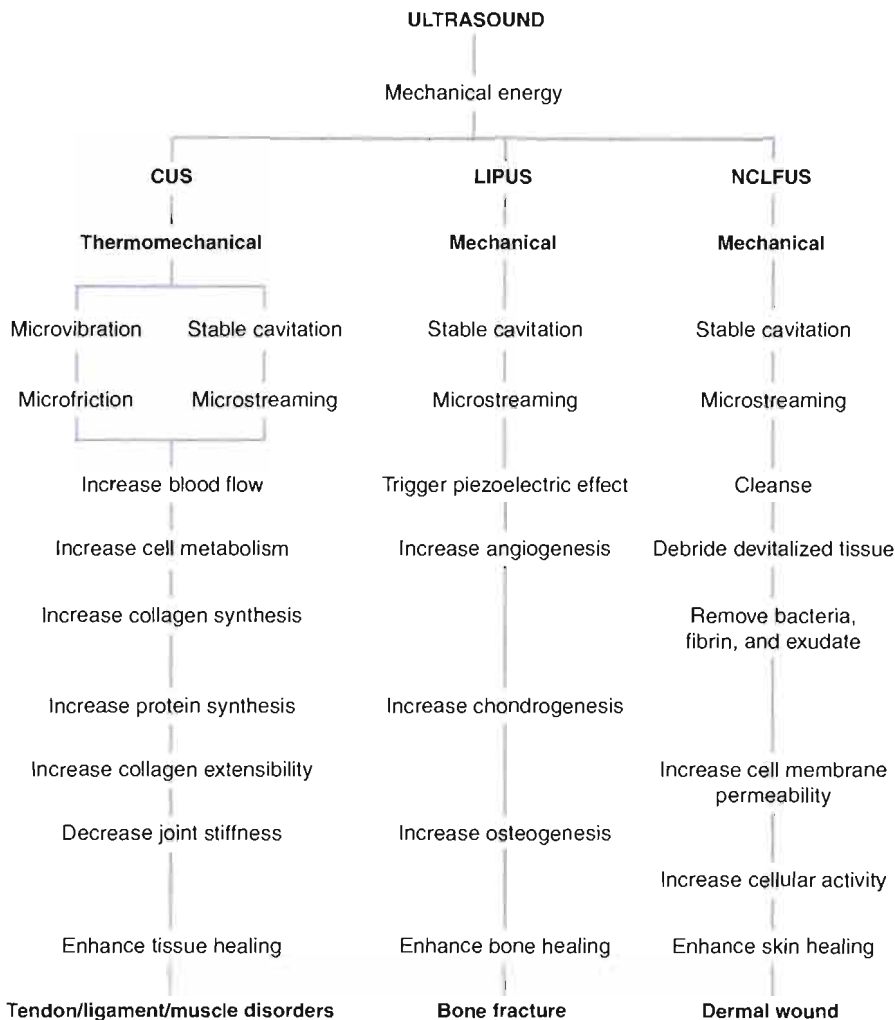 ULTRASOUND
Mechanical energy
CUS
LIPUS
NCLFUS
Thermomechanical
Mechanical
Mechanical
Microvibration
Stable cavitation
Stable cavitation
Stable cavitation
Microfriction
Microstreaming
Microstreaming
Microstreaming
Increase blood flow
Trigger piezoelectric effect
Cleanse
Increase cell metabolism
Increase angiogenesis
Debride devitalized tissue
Increase collagen synthesis
Remove bacteria,
fibrin, and exudate
Increase protein synthesis
Increase chondrogenesis
Increase collagen extensibility
Increase cell membrane
permeability
Decrease joint stiffness
Increase osteogenesis
Increase cellular activity
Enhance tissue healing
Enhance bone healing
Enhance skin healing
Tendon/ligament/muscle disorders
Bone fracture
Dermal wound